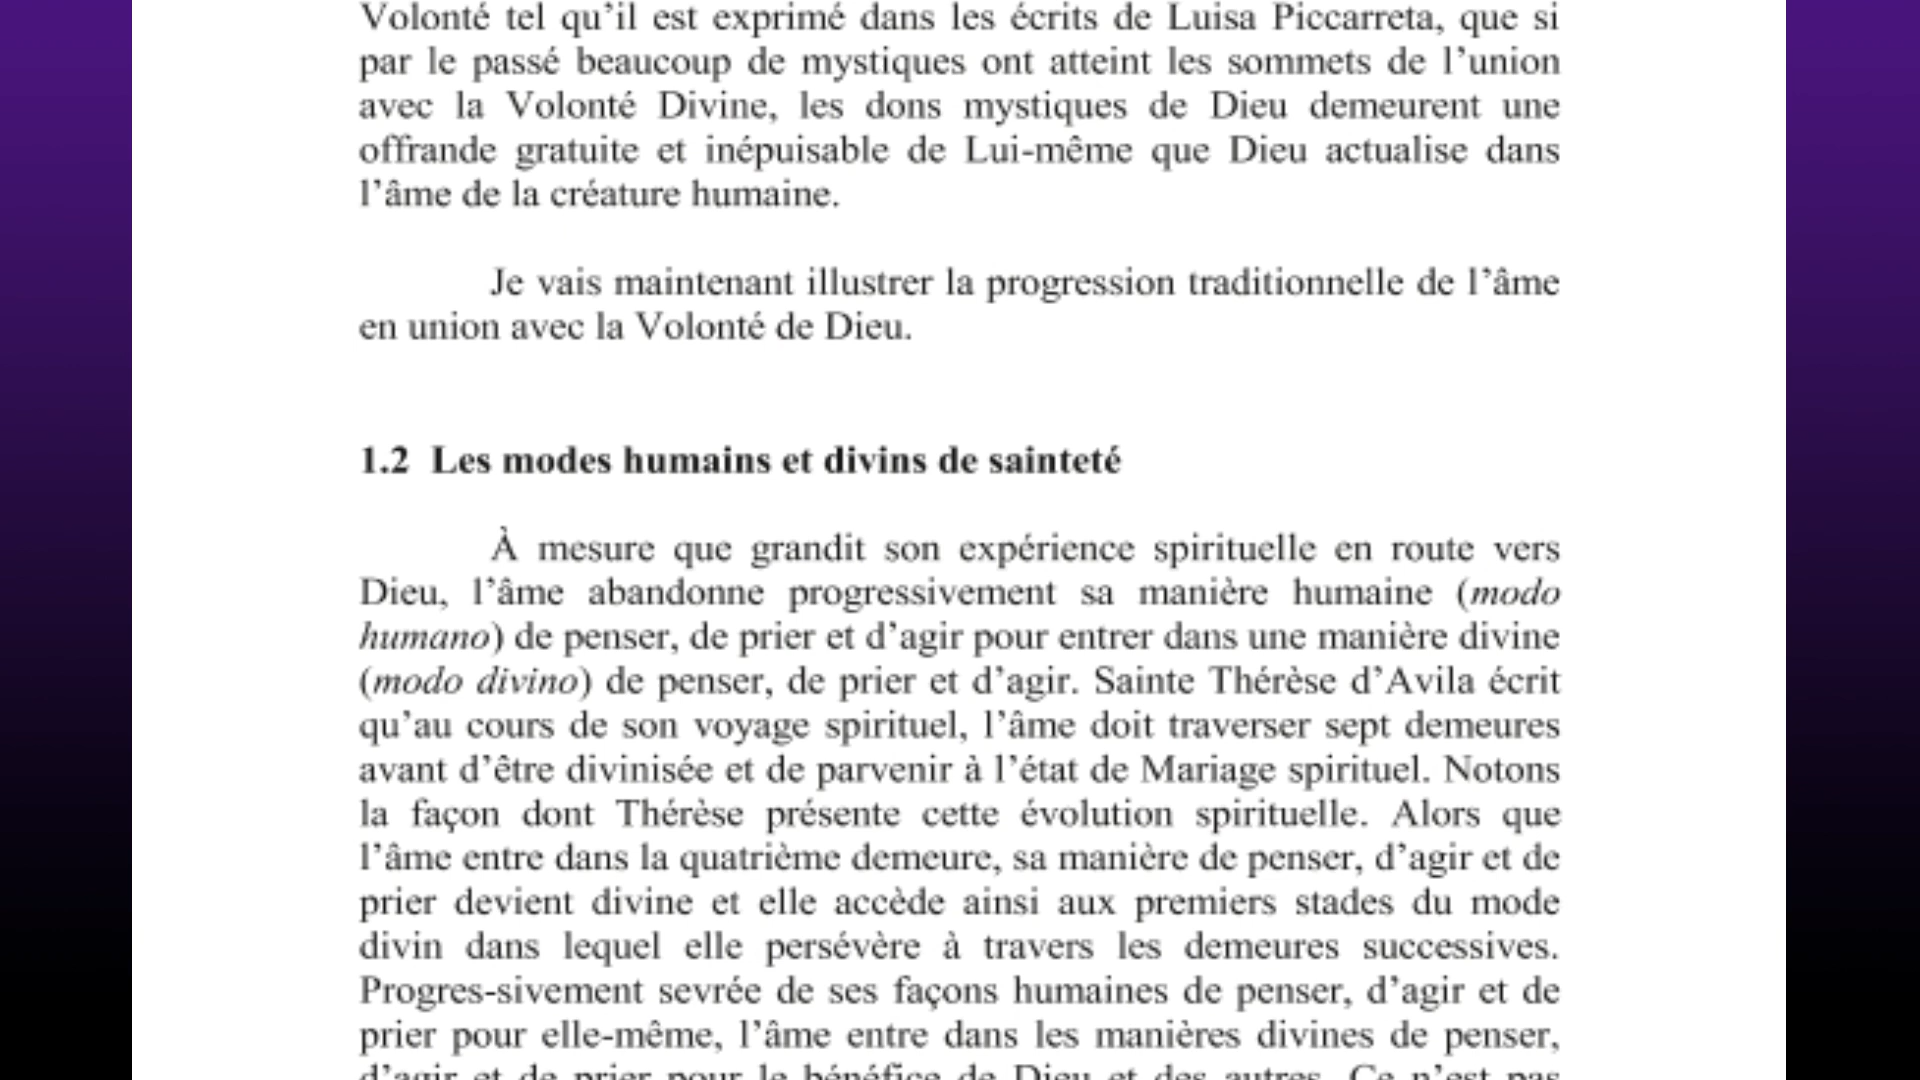 Volonté tel qu’il est exprimé dans les écrits de Luisa Piccarreta, que si
par le passé beaucoup de mystiques ont atteint les sommets de l’union
avec la Volonté Divine, les dons mystiques de Dieu demeurent une
offrande gratuite et inépuisable de Lui-même que Dieu actualise dans
l’âme de la créature humaine.
Je vais maintenant illustrer la progression traditionnelle de l’âme
en union avec la Volonté de Dieu.
1.2 Les modes humains et divins de sainteté
À mesure que grandit son expérience spirituelle en route vers
Dieu, l’âme abandonne progressivement sa manière humaine (modo
humano) de penser, de prier et d’agir pour entrer dans une manière divine
(modo divino) de penser, de prier et d’agir. Sainte Thérèse d’Avila écrit
qu’au cours de son voyage spirituel, l’âme doit traverser sept demeures
avant d’être divinisée et de parvenir à l’état de Mariage spirituel. Notons
la façon dont Thérèse présente cette évolution spirituelle. Alors que
l’âme entre dans la quatrième demeure, sa manière de penser, d’agir et de
prier devient divine et elle accède ainsi aux premiers stades du mode
divin dans lequel elle persévère à travers les demeures successives.
Progres-sivement sevrée de ses façons humaines de penser, d’agir et de
prier pour elle-même, l’âme entre dans les manières divines de penser,
d’agir et de prier pour le bénéfice de Dieu et des autres. Ce n’est pas